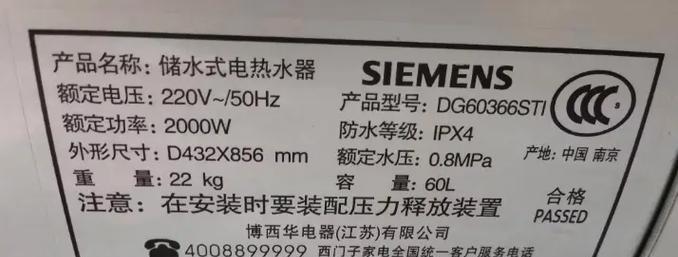 产品名称: 储水式电热水器
SIEMENS
额定电压: 220V~/50Hz
产品型号: DG60366STI
CCC S
额定功率: 2000W
防水等级: IPX4
外形尺寸: D432X856 mm
额定水压: 0.8MPa
产地: 中国 南京
重 量: 22 kg
容 量: 60L
合格
PASSED
注意: 在安装时要装配压力释放装置
博西华电器(江苏)有限公司
4008899999 西门子家电全国统一客户服务电话